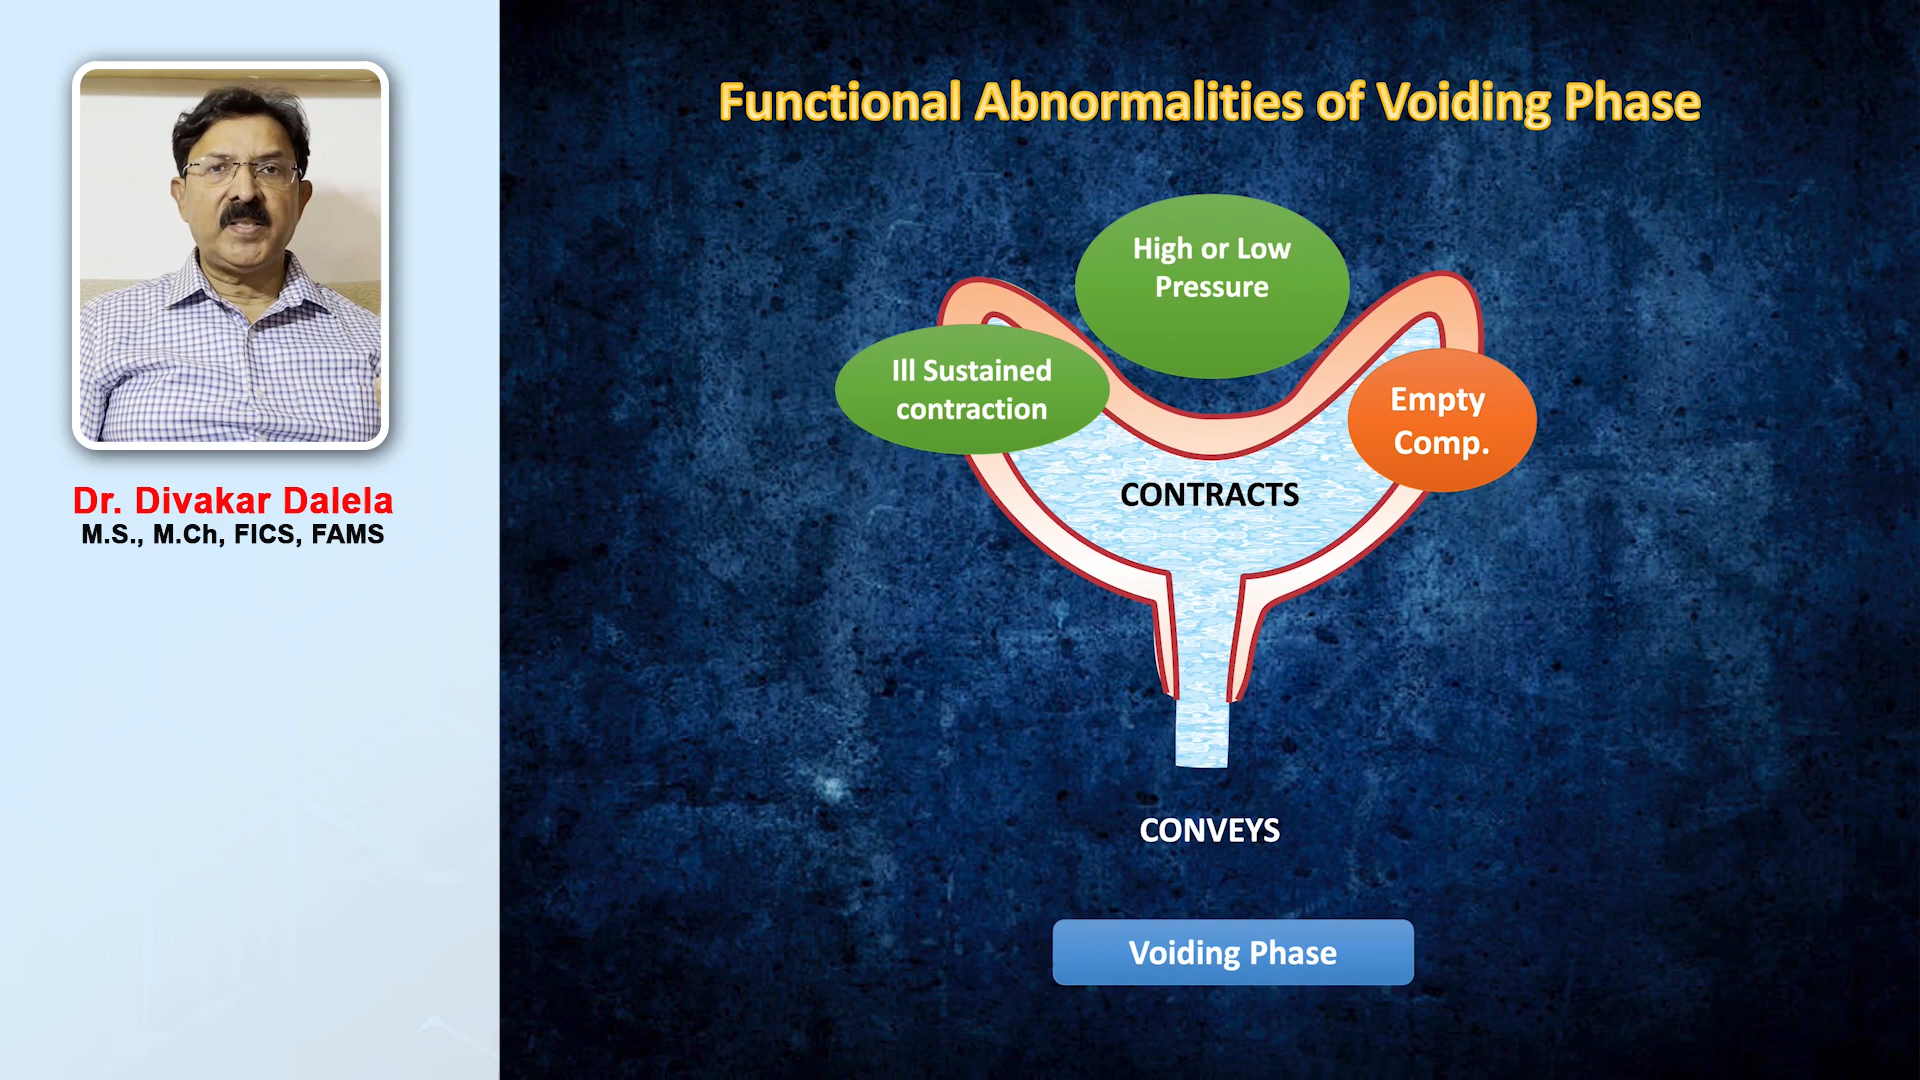 Functional Abnormalities of Voiding Phase
High or Low
Pressure
Ill Sustained
contraction
Empty
Comp.
CONTRACTS
CONVEYS
Voiding Phase
Dr. Divakar Dalela
M.S., M.Ch, FICS, FAMS